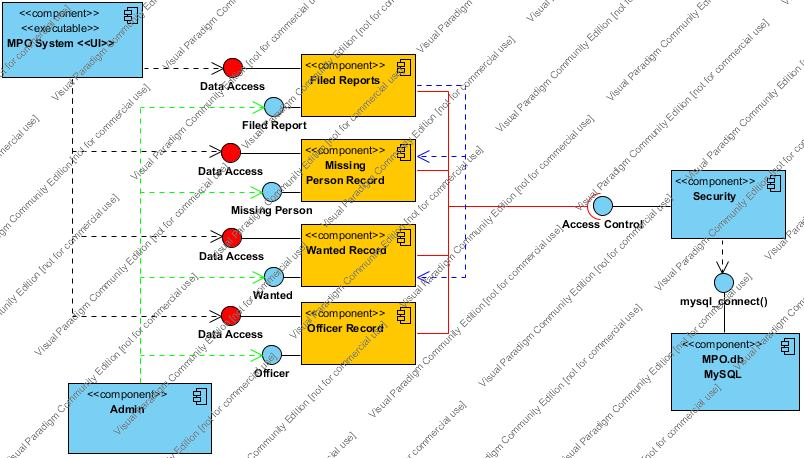 <<component>>
<<executable>>
MPO System <<UI>>
Data Access
<<component>>
Filed Reports
Filed Report
Data Access
<<component>>
Missing
Person Record
Missing Person
Data Access
<<component>>
Wanted Record
Wanted
Data Access
<<component>>
Officer Record
Officer
<<component>>
Admin
Access Control
<<component>>
Security
mysql_connect()
<<component>>
MPO.db
MySQL
Visual Paradigm Community Edition [not for commercial use]